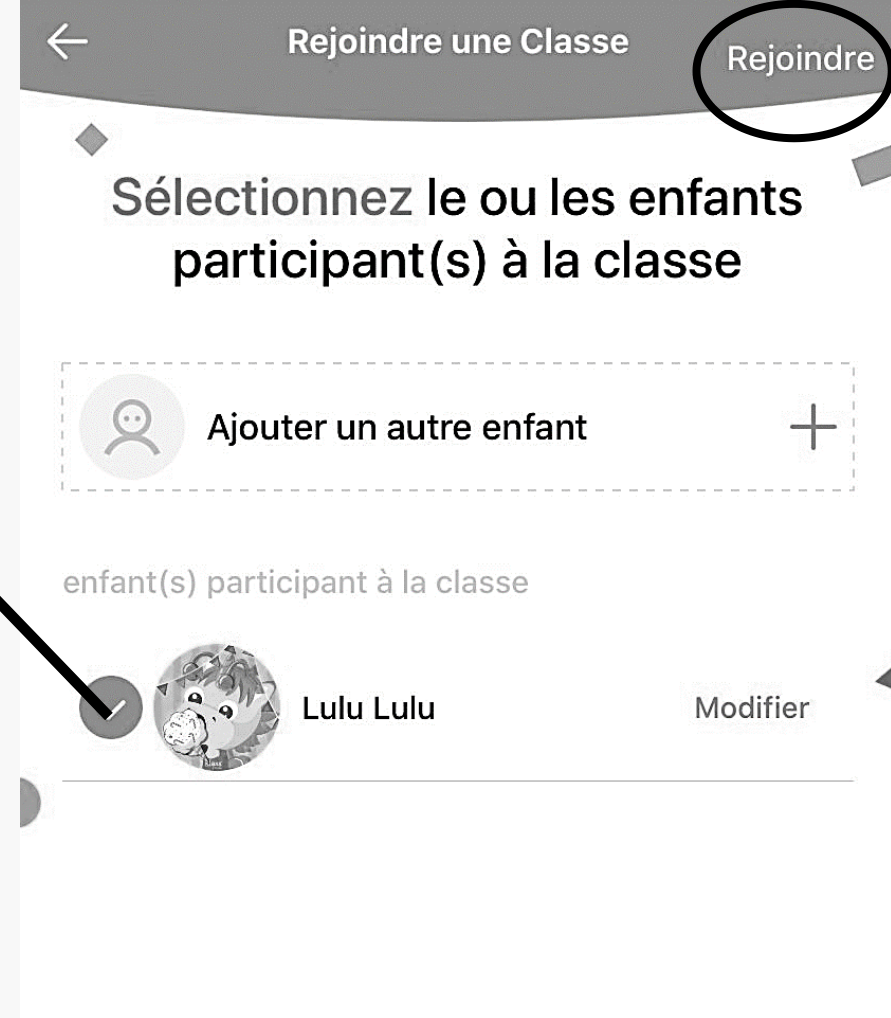 Rejoindre une Classe
Rejoindre
Sélectionnez le ou les enfants
participant(s) à la classe
Ajouter un autre enfant
enfant(s) participant à la classe
Lulu Lulu
Modifier